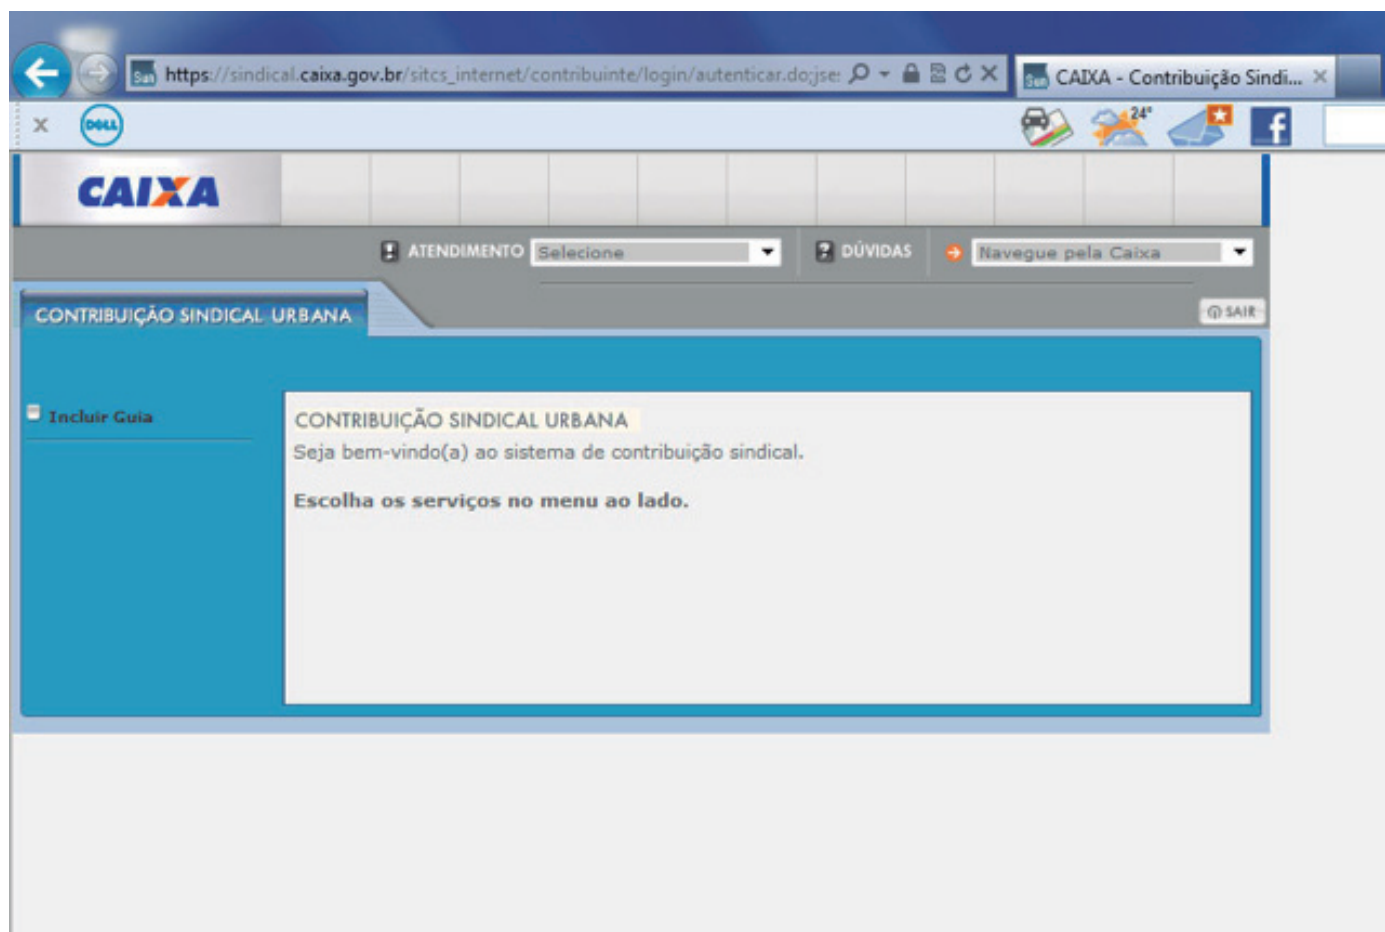 https://sindical.caixa.gov.br/sitcs_internet/contribuinte/login/autenticar.do;jse:
CAIXA - Contribuição Sindi...
DELL
24°
CAIXA
ATENDIMENTO Selecione
DÚVIDAS
Navegue pela Caixa
CONTRIBUIÇÃO SINDICAL URBANA
SAIR
Incluir Guia
CONTRIBUIÇÃO SINDICAL URBANA
Seja bem-vindo(a) ao sistema de contribuição sindical.
Escolha os serviços no menu ao lado.